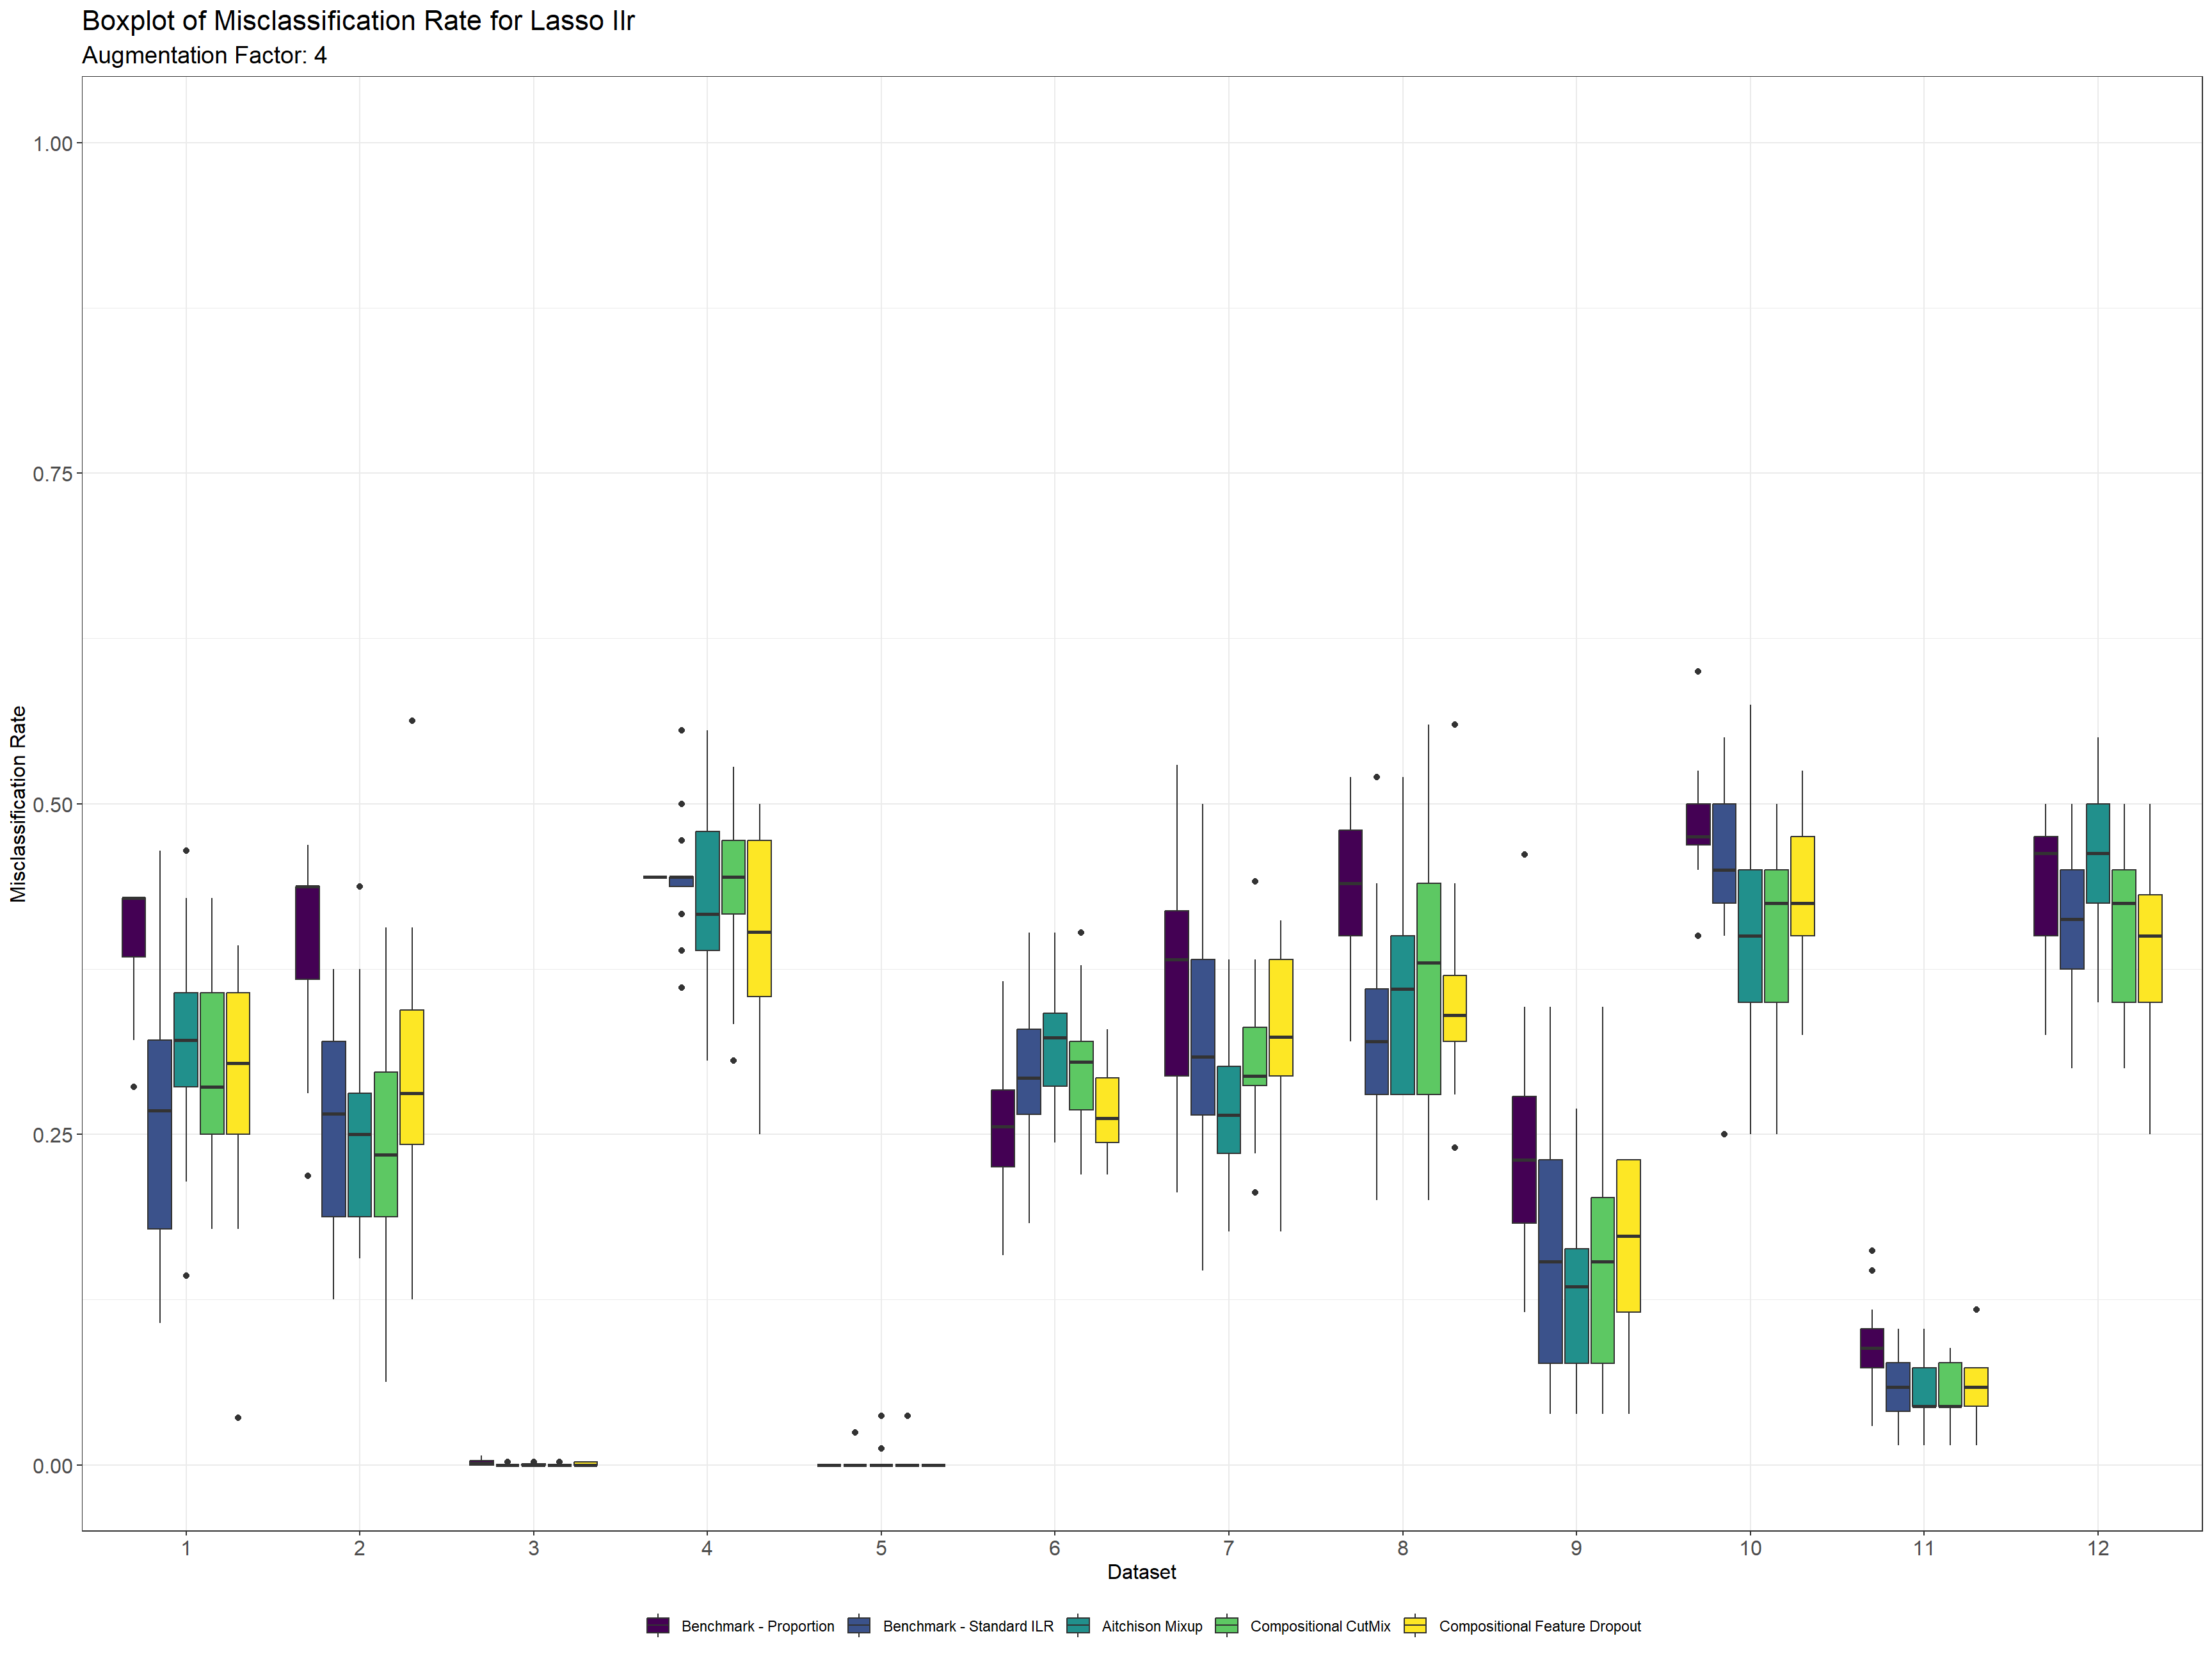 Boxplot of Misclassification Rate for Lasso Ilr
Augmentation Factor: 4
1.00
0.75
0.50
0.25
0.00
Misclassification Rate
1 2 3 4 5 6 7 8 9 10 11 12
Dataset
Benchmark - Proportion Benchmark - Standard ILR Aitchison Mixup Compositional CutMix Compositional Feature Dropout